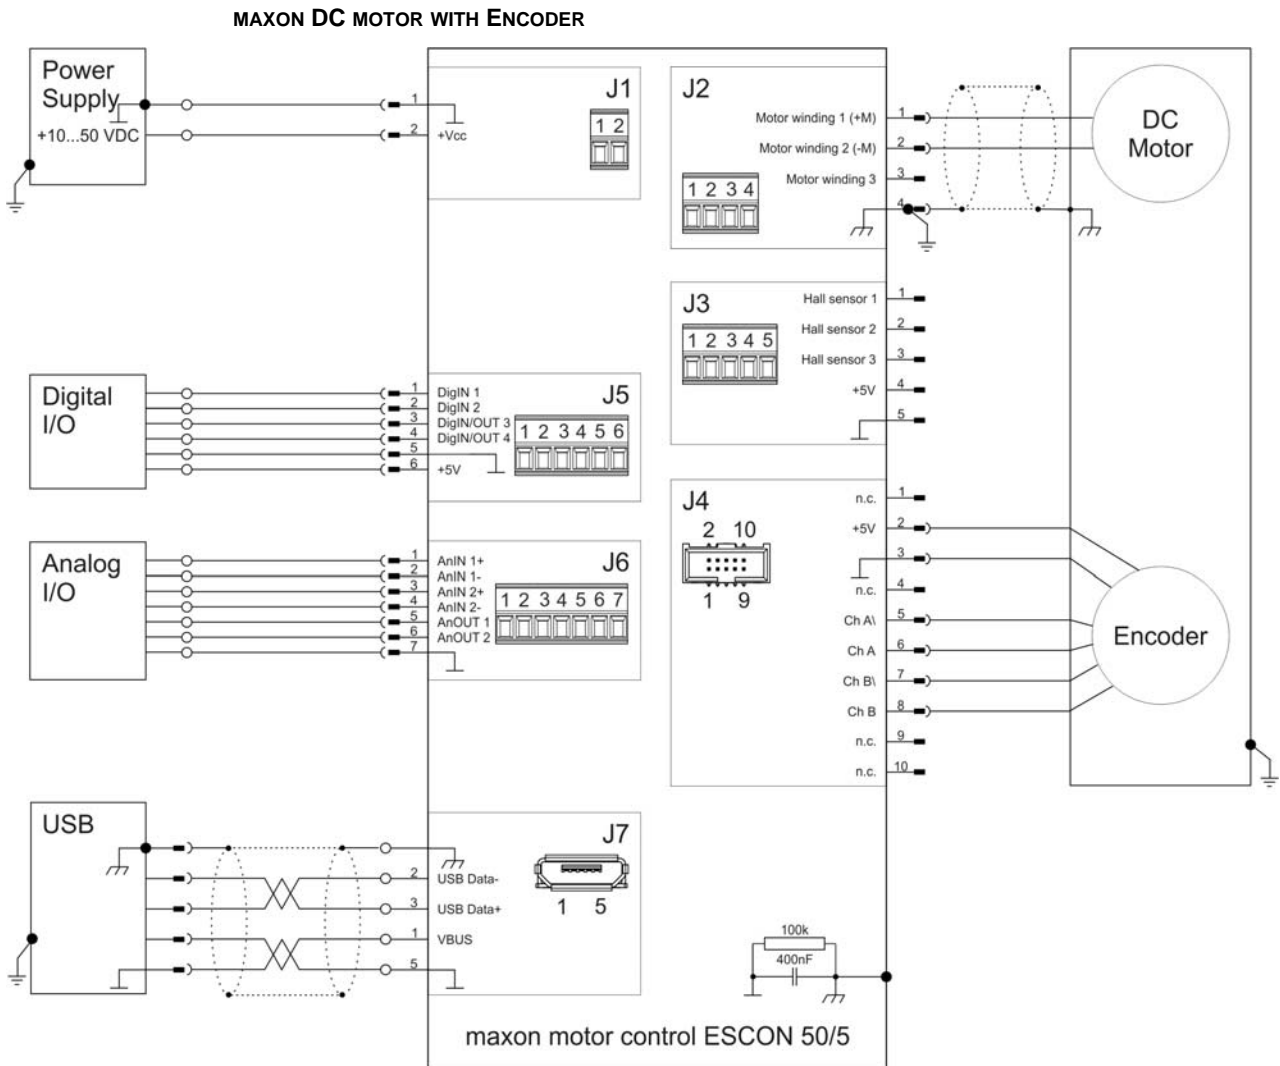 MAXON DC MOTOR WITH ENCODER
Power
Supply
+10...50 VDC
1
2
+Vcc
J1
1 2
J2
1 2 3 4
Motor winding 1 (+M)
1
Motor winding 2 (-M)
2
Motor winding 3
3
4
DC
Motor
J3
1 2 3 4 5
Hall sensor 1
1
Hall sensor 2
2
Hall sensor 3
3
+5V
4
5
Digital
I/O
1
DigIN 1
2
DigIN 2
3
DigIN/OUT 3
4
DigIN/OUT 4
5
6
+5V
J5
1 2 3 4 5 6
J4
2 10
1 9
n.c.
1
+5V
2
3
n.c.
4
Ch A\
5
Ch A
6
Ch B\
7
Ch B
8
n.c.
9
n.c.
10
Encoder
Analog
I/O
1
AnIN 1+
2
AnIN 1-
3
AnIN 2+
4
AnIN 2-
5
AnOUT 1
6
AnOUT 2
7
J6
1 2 3 4 5 6 7
USB
2
USB Data-
3
USB Data+
1
VBUS
5
J7
1 5
100k
400nF
maxon motor control ESCON 50/5